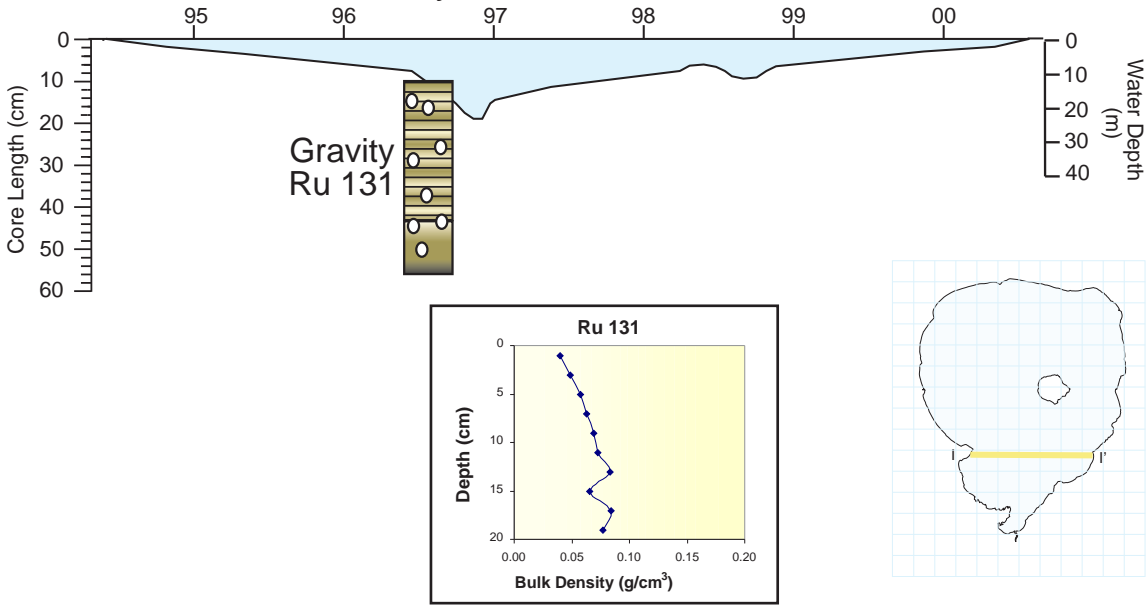 95 96 97 98 99 00
0
10
20
30
40
50
60
Core Length (cm)
Gravity
Ru 131
0
10
20
30
40
Water Depth
(m)
Ru 131
0
5
10
15
20
Depth (cm)
0.00 0.05 0.10 0.15 0.20
Bulk Density (g/cm³)
I I'